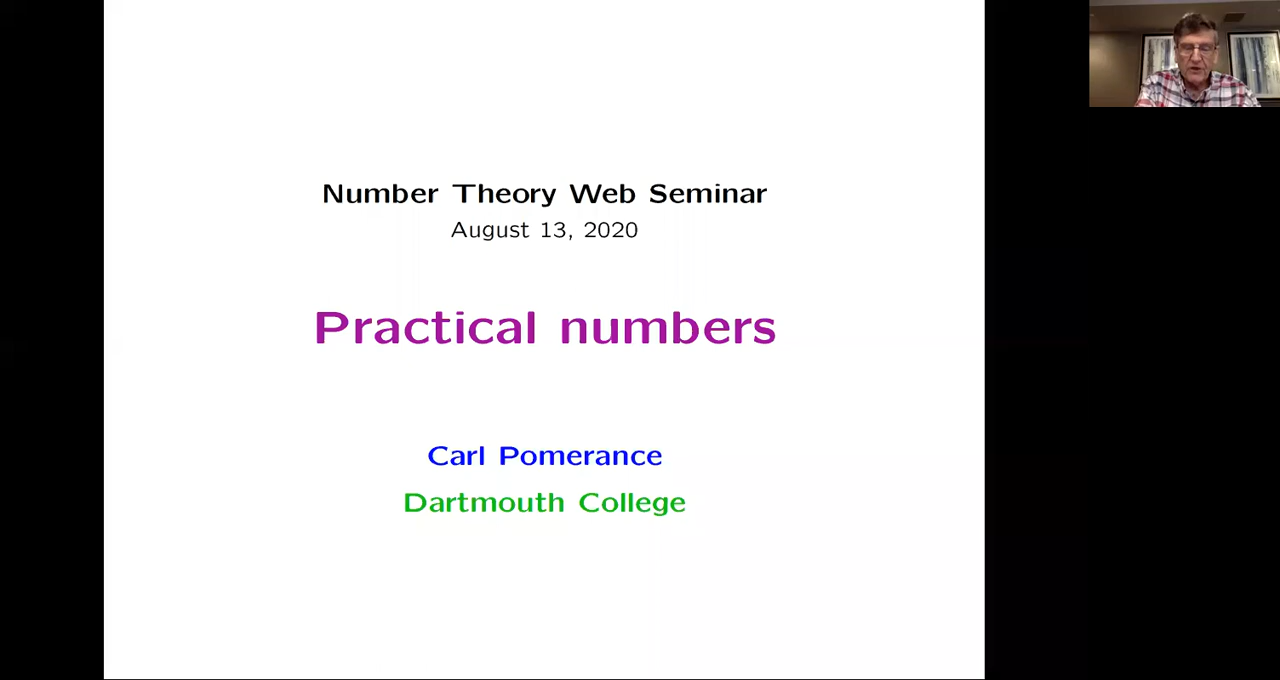 Number Theory Web Seminar
August 13, 2020
Practical numbers
Carl Pomerance
Dartmouth College